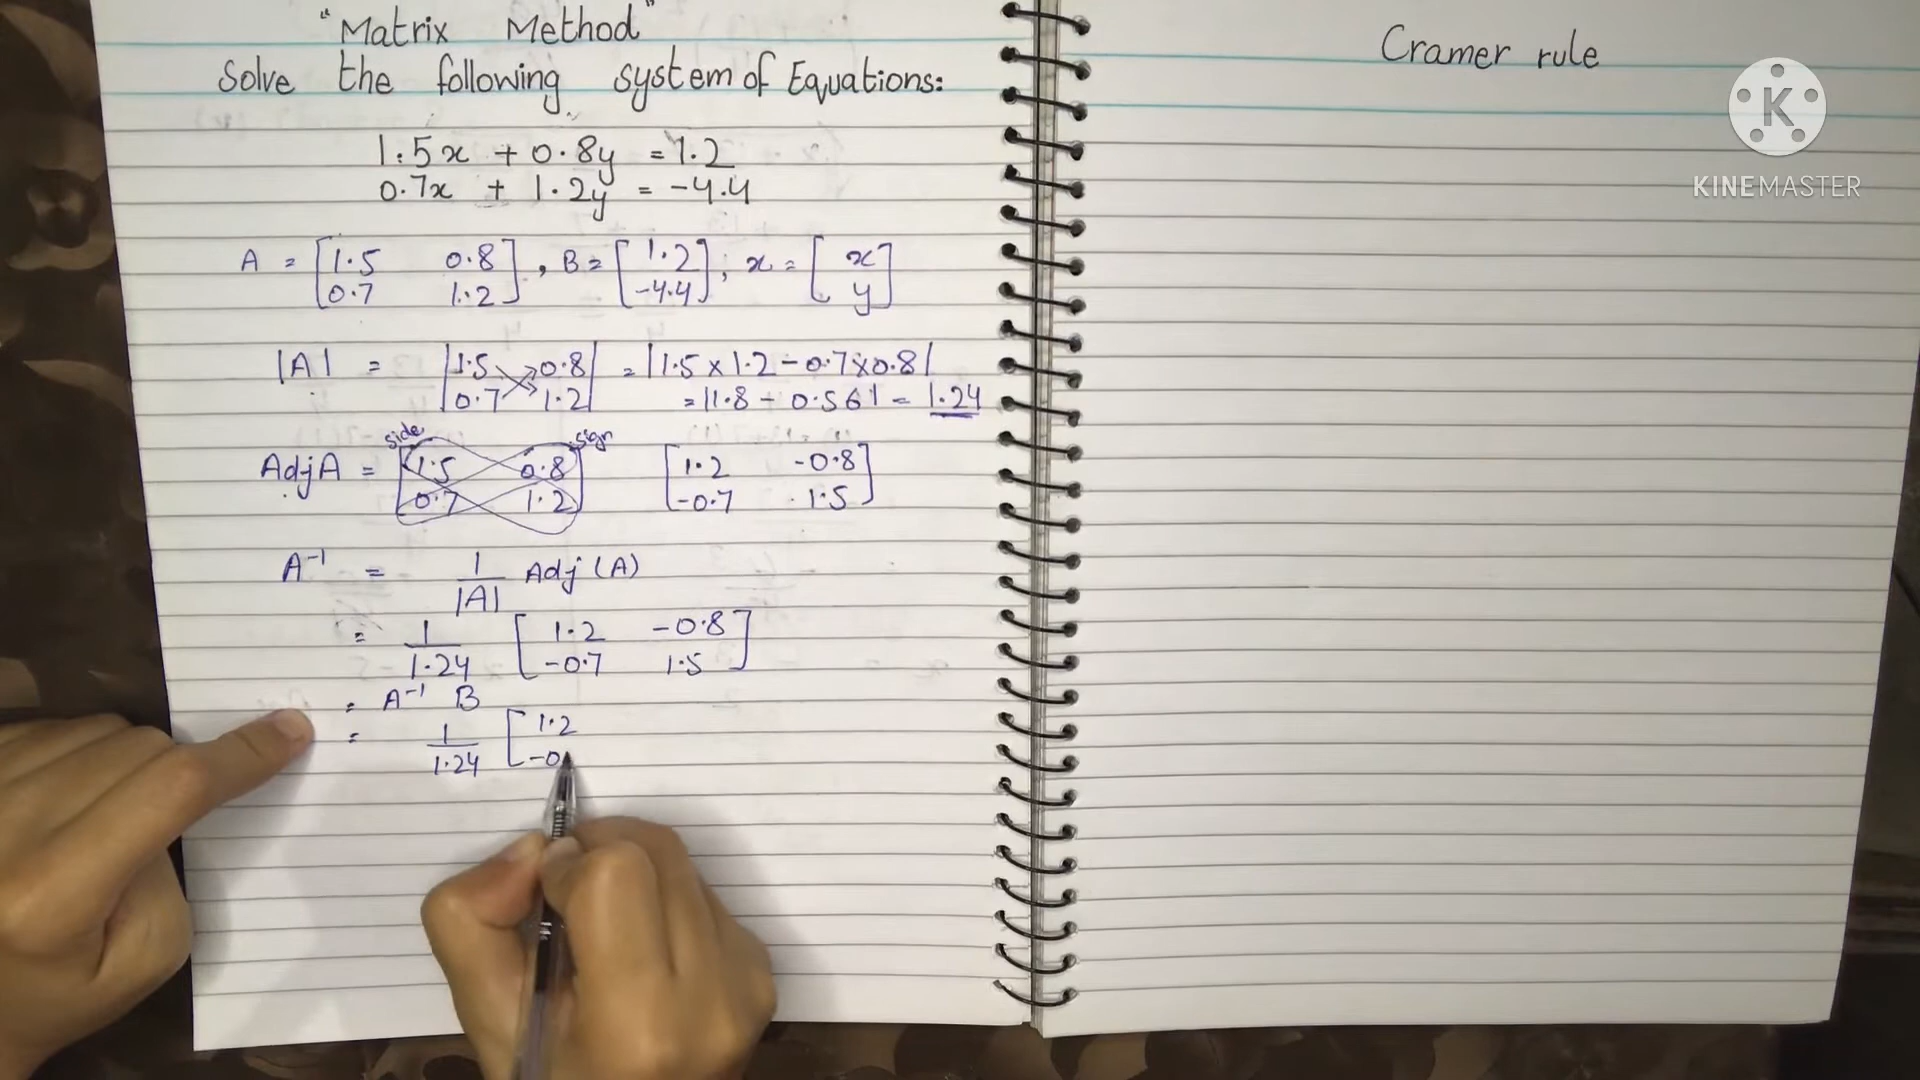 "Matrix Method"
Solve the following system of Equations:
1.5x + 0.8y = 1.2
0.7x + 1.2y = -4.4
A = [1.5 0.8], B = [1.2], x = [x]
[0.7 1.2] [-4.4] [y]
|A| = |1.5 0.8| = |1.5 x 1.2 - 0.7 x 0.8|
|0.7 1.2| = |1.8 - 0.56| = 1.24
side sign
Adj A = [1.5 0.8] [1.2 -0.8]
[0.7 1.2] [-0.7 1.5]
A⁻¹ = 1/|A| Adj (A)
= 1/1.24 [1.2 -0.8]
[-0.7 1.5]
= A⁻¹ B
= 1/1.24 [1.2
[-0
Cramer rule
K
KINEMASTER